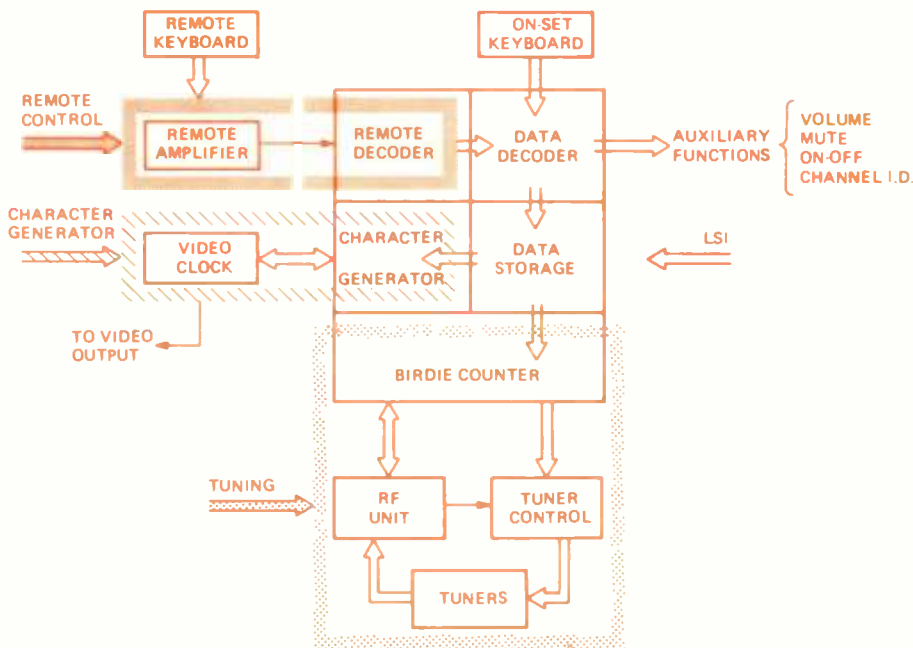 REMOTE
KEYBOARD
ON-SET
KEYBOARD
REMOTE
CONTROL
REMOTE
AMPLIFIER
REMOTE
DECODER
DATA
DECODER
AUXILIARY
FUNCTIONS
VOLUME
MUTE
ON-OFF
CHANNEL I.D.
CHARACTER
GENERATOR
VIDEO
CLOCK
CHARACTER
GENERATOR
DATA
STORAGE
LSI
TO VIDEO
OUTPUT
BIRDIE COUNTER
TUNING
RF
UNIT
TUNER
CONTROL
TUNERS